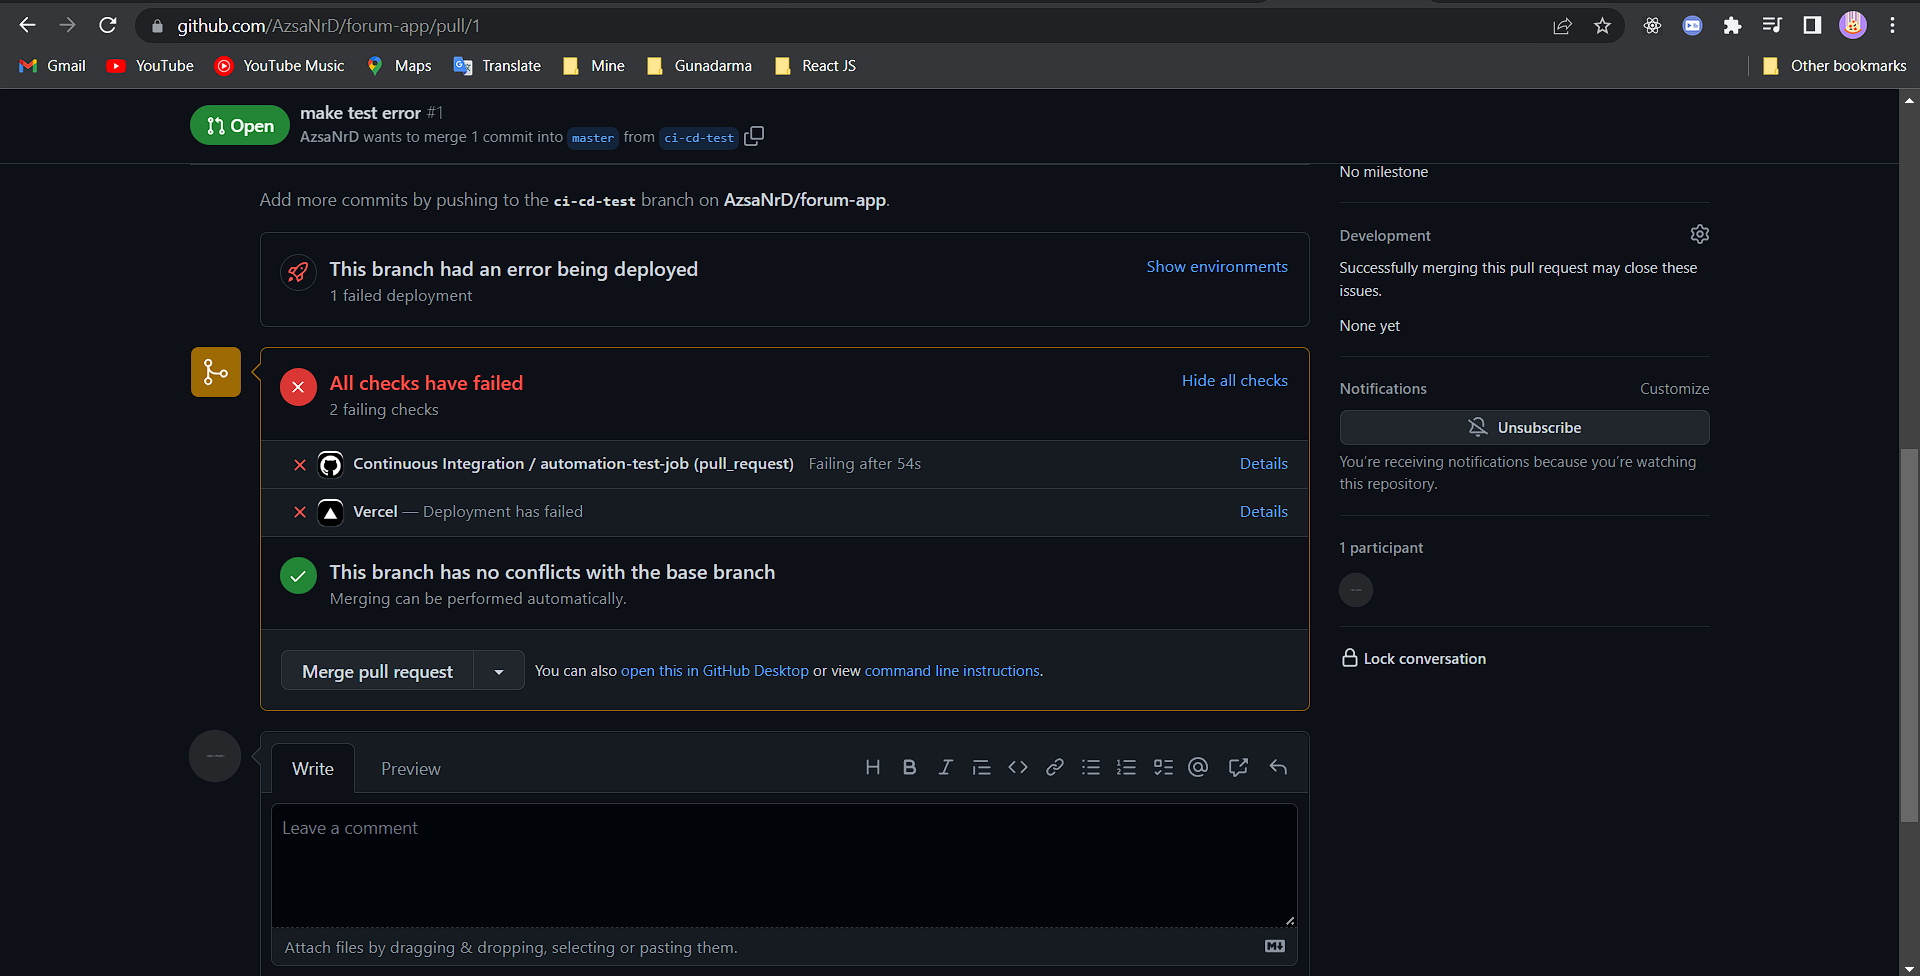 github.com/AzsaNrD/forum-app/pull/1
Gmail YouTube YouTube Music Maps Translate Mine Gunadarma React JS Other bookmarks
Open
make test error #1
AzsaNrD wants to merge 1 commit into master from ci-cd-test
Add more commits by pushing to the ci-cd-test branch on AzsaNrD/forum-app.
This branch had an error being deployed
1 failed deployment
Show environments
All checks have failed
2 failing checks
Hide all checks
Continuous Integration / automation-test-job (pull_request) Failing after 54s Details
Vercel — Deployment has failed Details
This branch has no conflicts with the base branch
Merging can be performed automatically.
Merge pull request
You can also open this in GitHub Desktop or view command line instructions.
Write Preview
Leave a comment
Attach files by dragging & dropping, selecting or pasting them.
No milestone
Development
Successfully merging this pull request may close these
issues.
None yet
Notifications Customize
Unsubscribe
You're receiving notifications because you're watching
this repository.
1 participant
Lock conversation